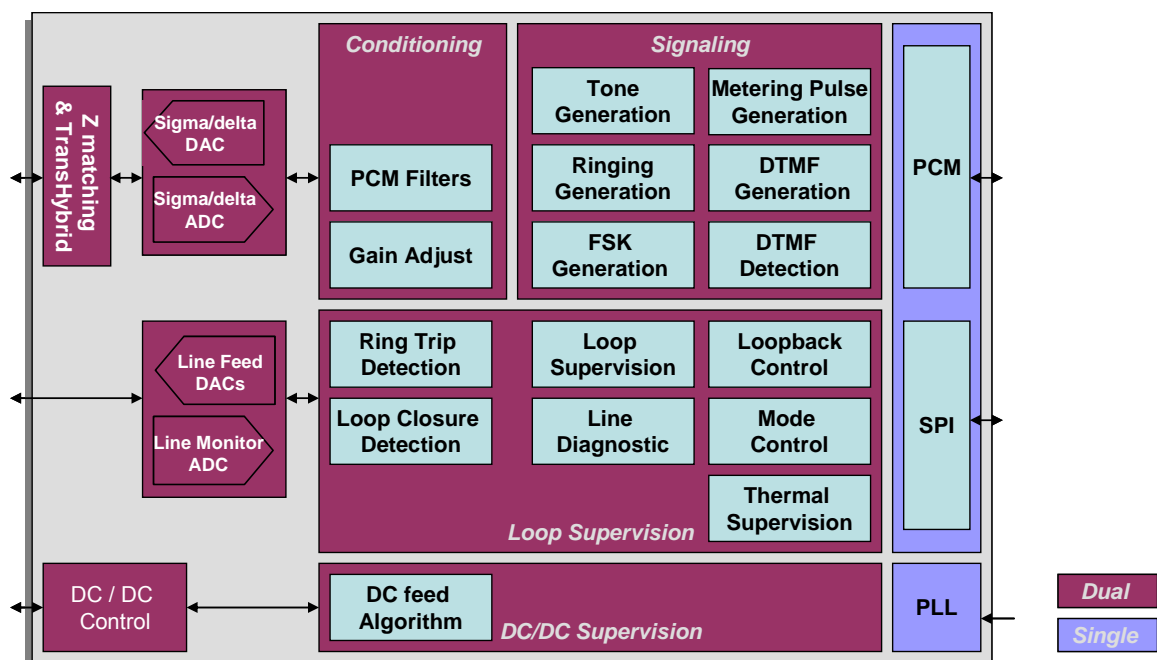 Conditioning
Signaling
Z matching
& TransHybrid
Sigma/delta
DAC
Sigma/delta
ADC
PCM Filters
Gain Adjust
Tone
Generation
Metering Pulse
Generation
Ringing
Generation
DTMF
Generation
FSK
Generation
DTMF
Detection
PCM
Line Feed
DACs
Line Monitor
ADC
Ring Trip
Detection
Loop
Supervision
Loopback
Control
Loop Closure
Detection
Line
Diagnostic
Mode
Control
Thermal
Supervision
Loop Supervision
SPI
DC / DC
Control
DC feed
Algorithm
DC/DC Supervision
PLL
Dual
Single